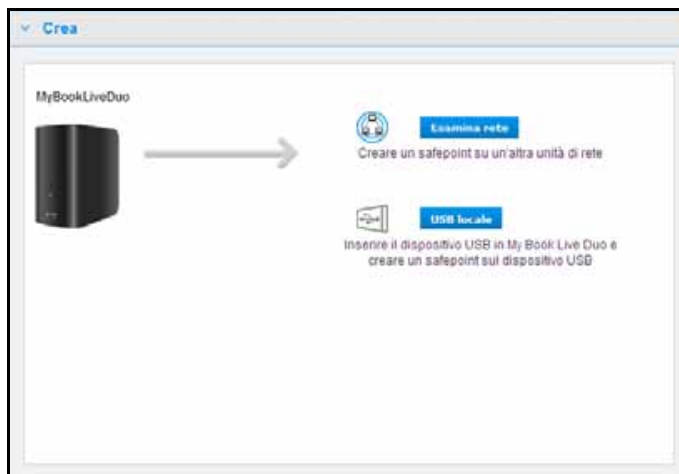 Crea
MyBookLiveDuo
Esamina rete
Creare un safepoint su un'altra unità di rete
USB locale
Inserire il dispositivo USB in My Book Live Duo e
creare un safepoint sul dispositivo USB